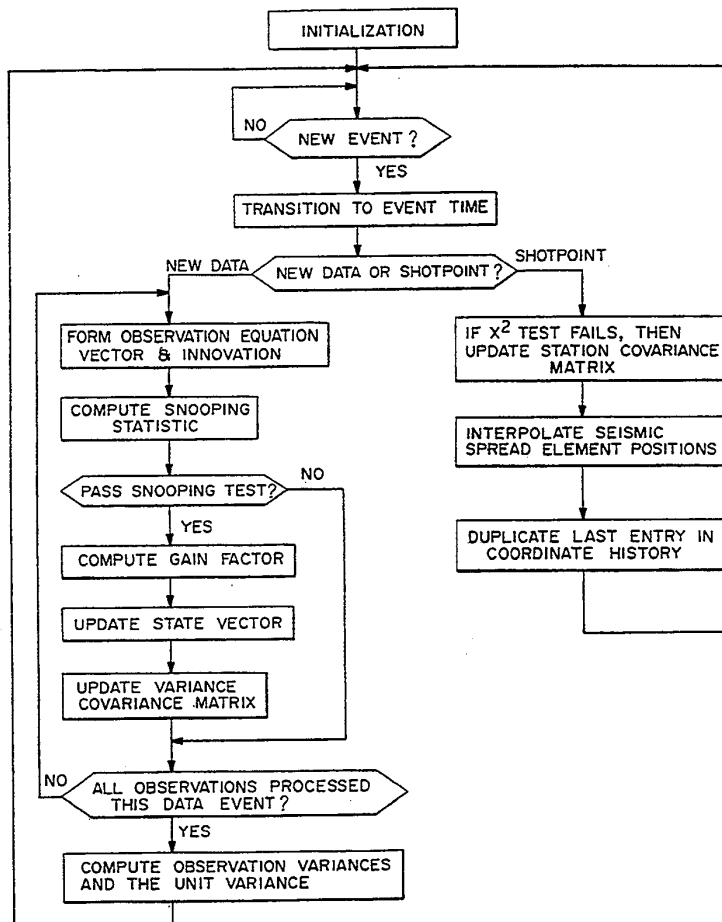 INITIALIZATION
NO
NEW EVENT?
YES
TRANSITION TO EVENT TIME
NEW DATA
NEW DATA OR SHOTPOINT?
SHOTPOINT
FORM OBSERVATION EQUATION
VECTOR & INNOVATION
COMPUTE SNOOPING
STATISTIC
PASS SNOOPING TEST?
NO
YES
COMPUTE GAIN FACTOR
UPDATE STATE VECTOR
UPDATE VARIANCE
COVARIANCE MATRIX
NO
ALL OBSERVATIONS PROCESSED
THIS DATA EVENT?
YES
COMPUTE OBSERVATION VARIANCES
AND THE UNIT VARIANCE
IF X² TEST FAILS, THEN
UPDATE STATION COVARIANCE
MATRIX
INTERPOLATE SEISMIC
SPREAD ELEMENT POSITIONS
DUPLICATE LAST ENTRY IN
COORDINATE HISTORY